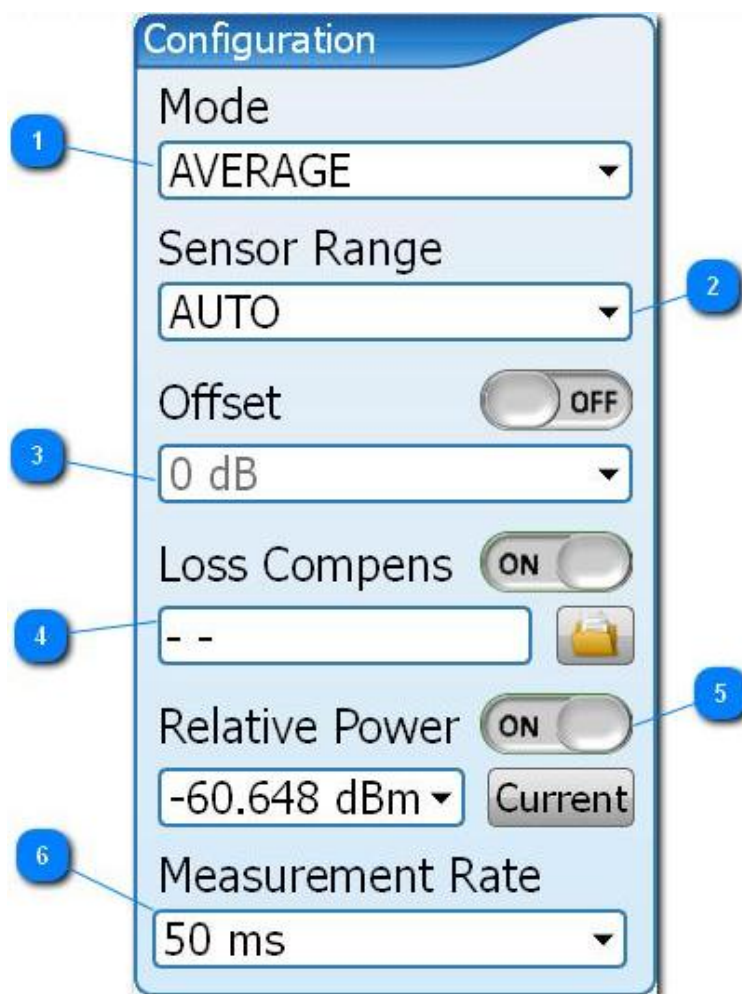 Configuration
Mode
1
AVERAGE
Sensor Range
2
AUTO
Offset OFF
3
0 dB
Loss Compens ON
4
- -
5
Relative Power ON
-60.648 dBm Current
6
Measurement Rate
50 ms